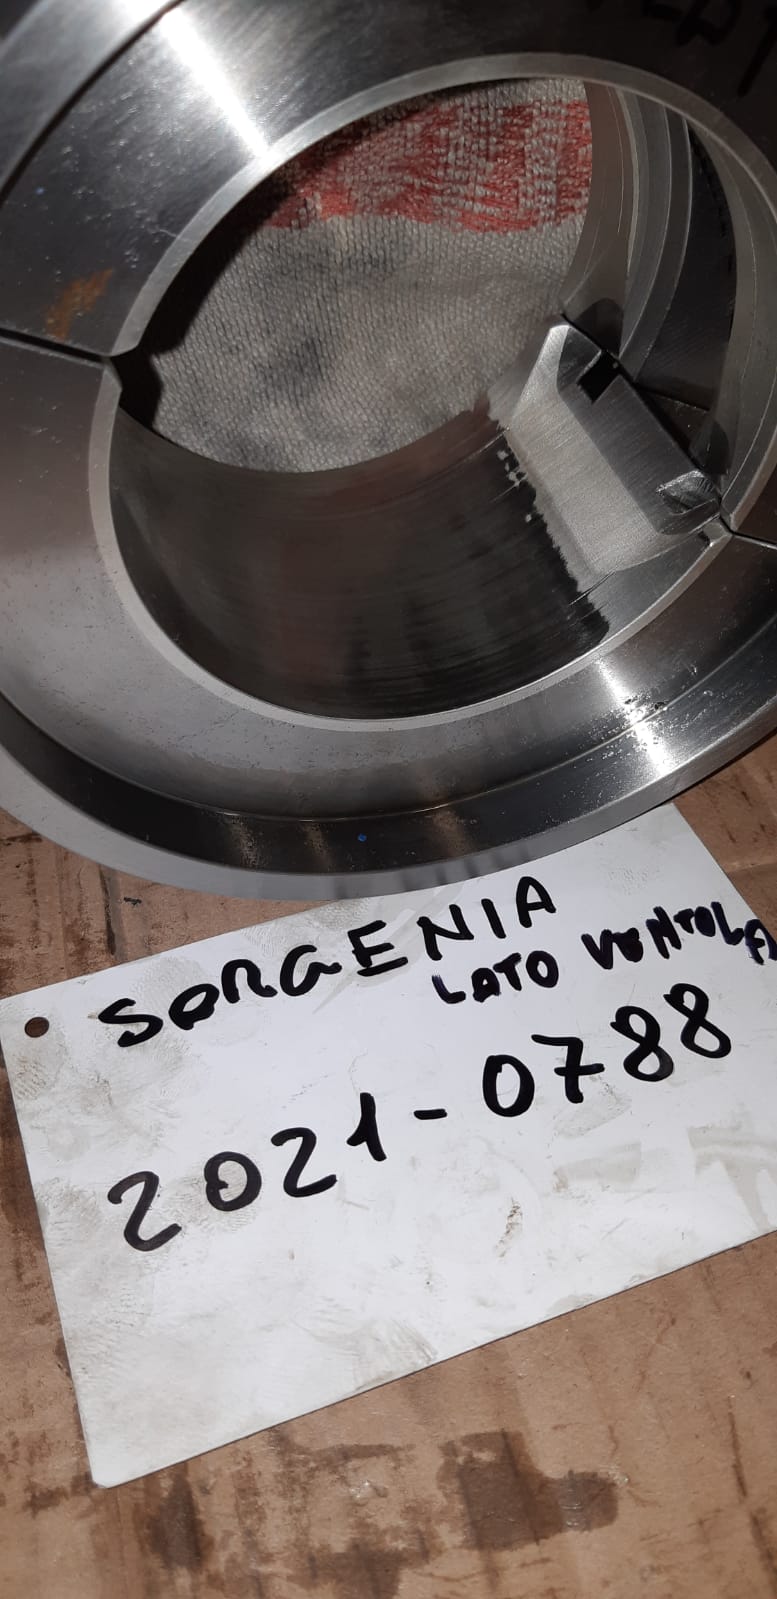 SORGENIA
LATO VENTOLA
2021-0788